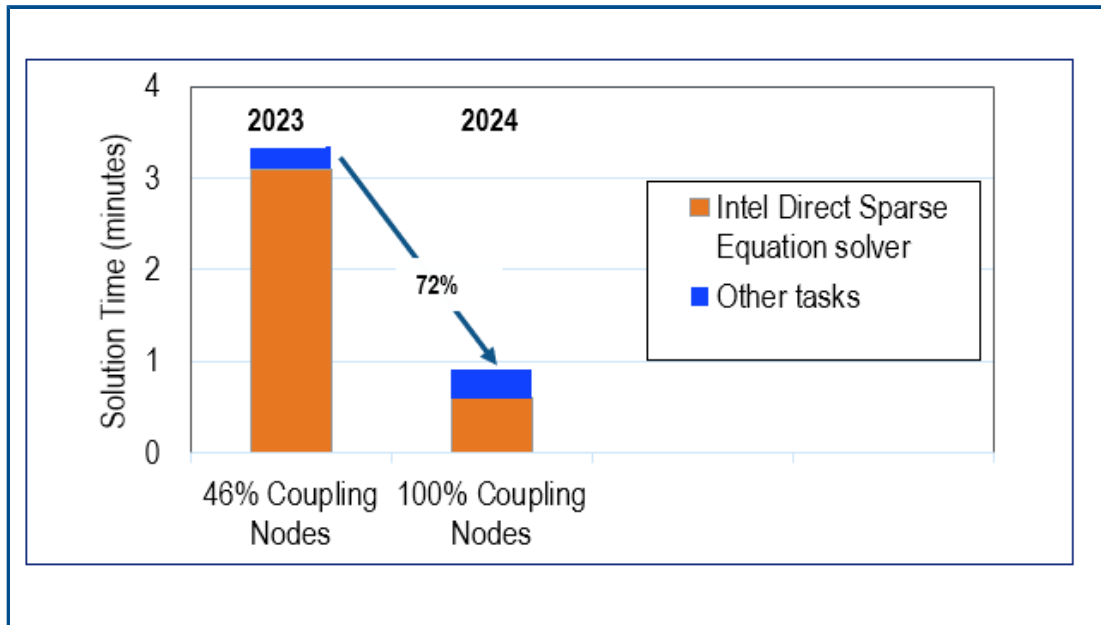 4
3
2
1
0
Solution Time (minutes)
2023
2024
72%
Intel Direct Sparse
Equation solver
Other tasks
46% Coupling
Nodes
100% Coupling
Nodes